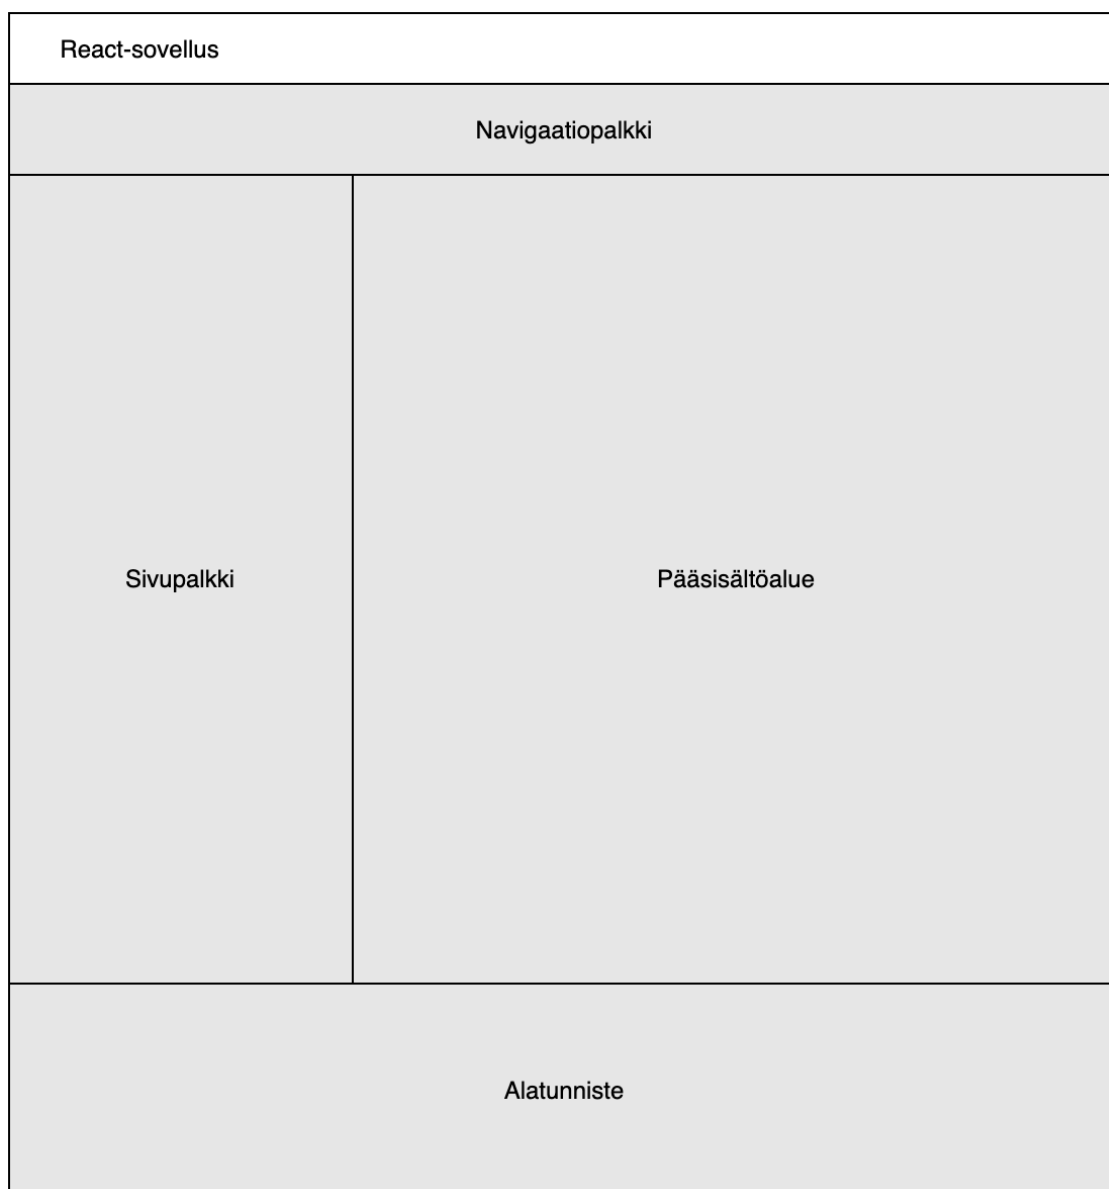 React-sovellus
Navigaatiopalkki
Sivupalkki
Pääsisältöalue
Alatunniste